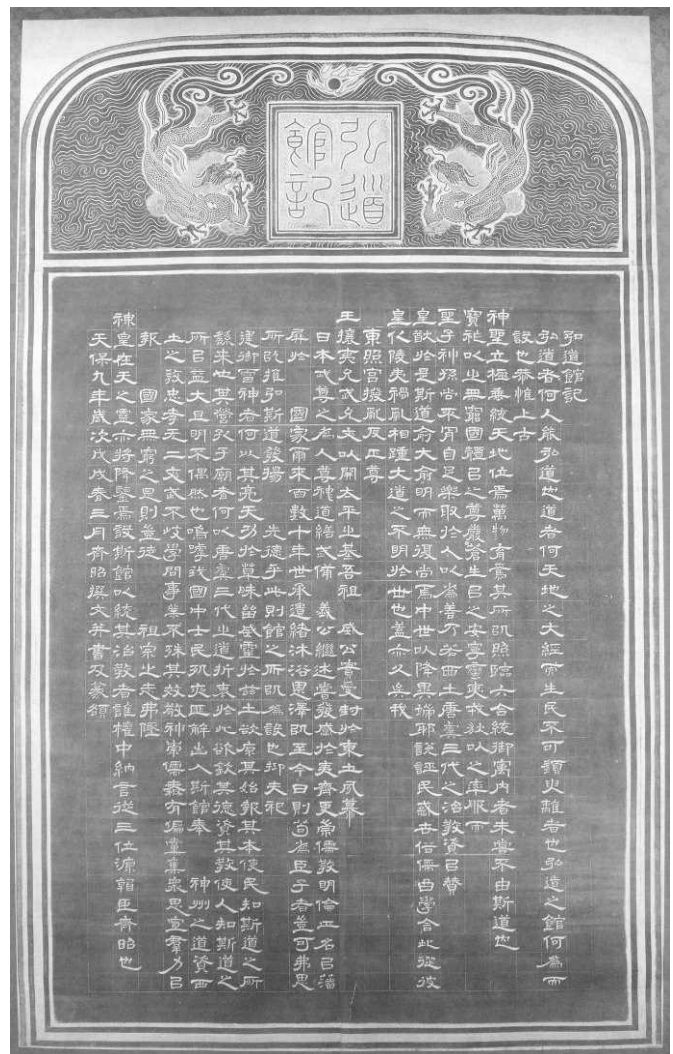 弘道
館記
弘道館記
弘道者何人能弘道也道者何天地之大經而生民不可須臾離者也弘道之館何爲而
設也恭惟上古
神聖立極垂統天地位焉萬物育焉其所以照臨六合統御寓內者未嘗不由斯道也
寶祚以之無窮國體以之尊嚴蒼生以之安寧蠻夷戎狄以之率服而
聖子神孫尚不肯自足樂取於人以爲善乃若西土唐虞三代之治教資以贊
皇猷於是斯道愈大愈明而無復尚焉中世以降異端邪說誣民惑世俗儒曲學舍此從彼
皇化陵夷禍亂相踵大道之不明於世也蓋亦久矣我
東照宮撥亂反正尊
王攘夷允武允文以開太平之基吾祖　威公實受封於東土夙慕
日本武尊之爲人尊神道繕武備　義公繼述嘗發感於夷齊更崇儒教明倫正名以藩
屏於　國家爾來百數十年世承遺緒沐浴恩澤以至今日則苟爲臣子者豈可弗思
所以推弘斯道發揚　先德乎此則館之所以爲設也抑夫祀
建御雷神者何以其亮天功於草昧留威靈於茲土欲原其始報其本使民知斯道之所
繇來也其營孔子廟者何以唐虞三代之道折衷於此欲欽其德資其教使人知斯道之
所以益大且明不偶然也嗚呼我國中士民夙夜匪解出入斯館奉　神州之道資西
土之教忠孝无二文武不岐學問事業不殊其效敬神崇儒無有偏黨集衆思宣群力以
報　國家無窮之恩則豈徒　祖宗之志弗墜
神皇在天之靈亦將降鑒焉設斯館以統其治教者誰權中納言從三位源朝臣齊昭也
天保九年歲次戊戌春三月齊昭撰文并書及篆額